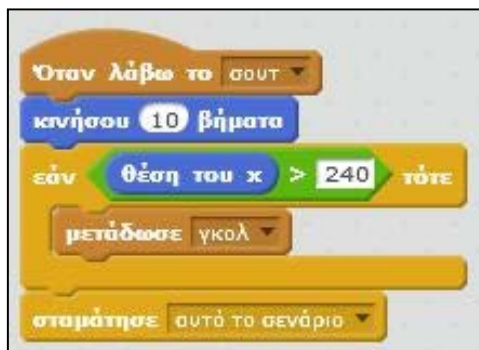 Όταν λάβω το σουτ
κινήσου 10 βήματα
εάν θέση του x > 240 τότε
μετάδωσε γκολ
σταμάτησε αυτό το σενάριο